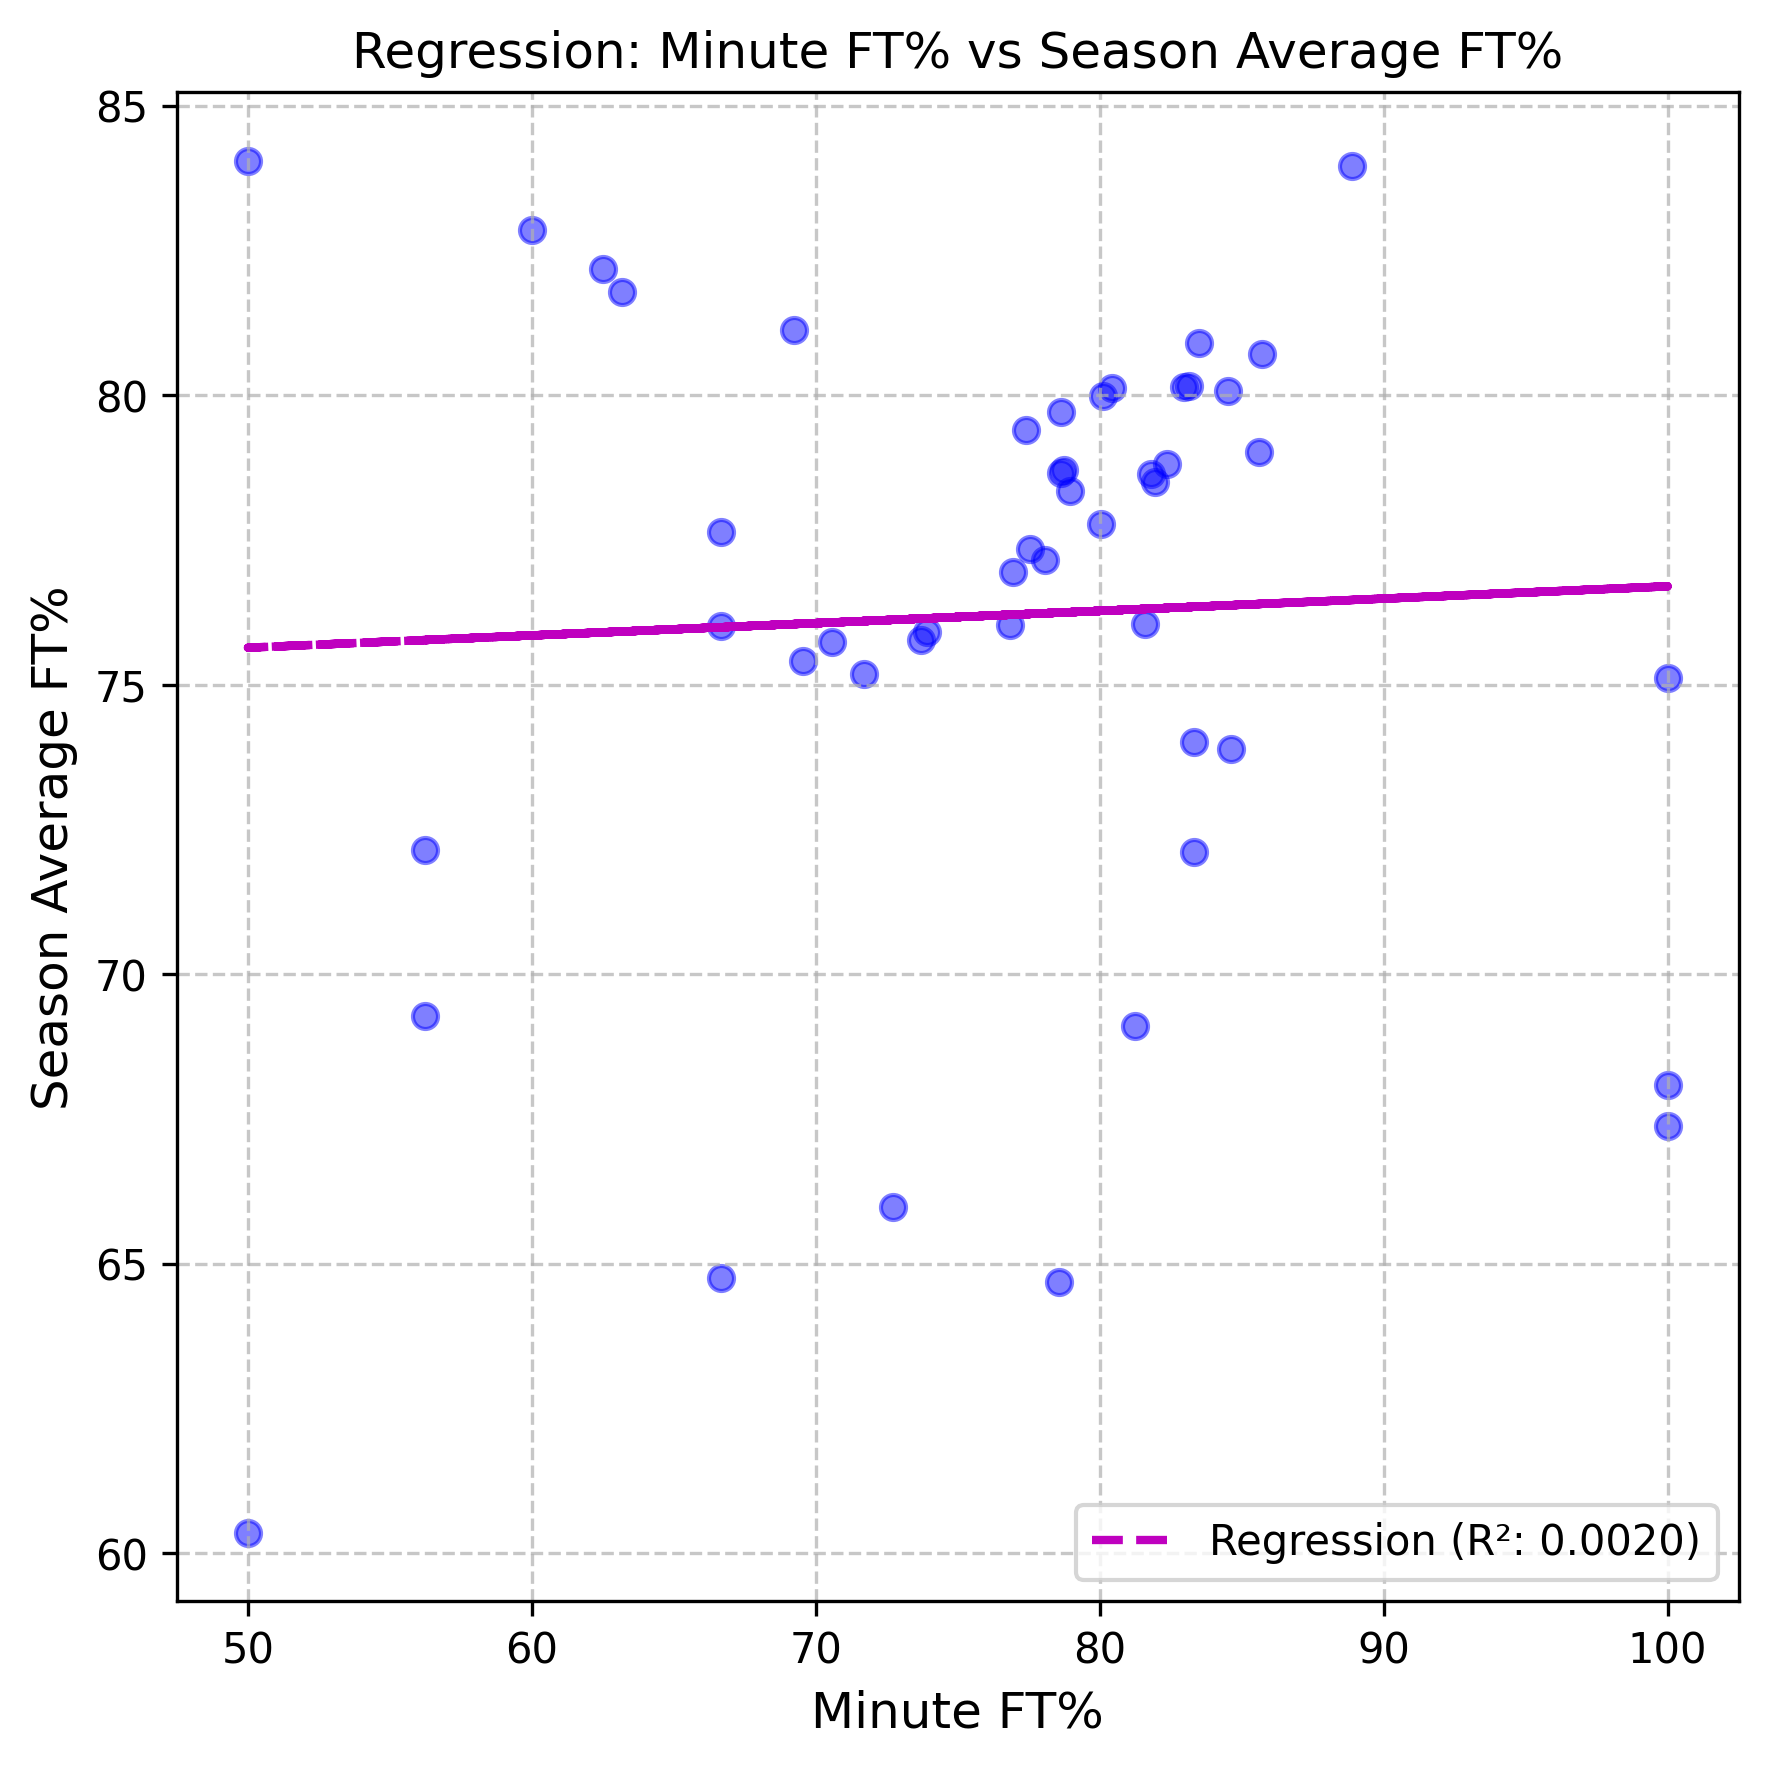 Regression: Minute FT% vs Season Average FT%
85
80
75
70
65
60
Season Average FT%
Regression (R²: 0.0020)
50 60 70 80 90 100
Minute FT%